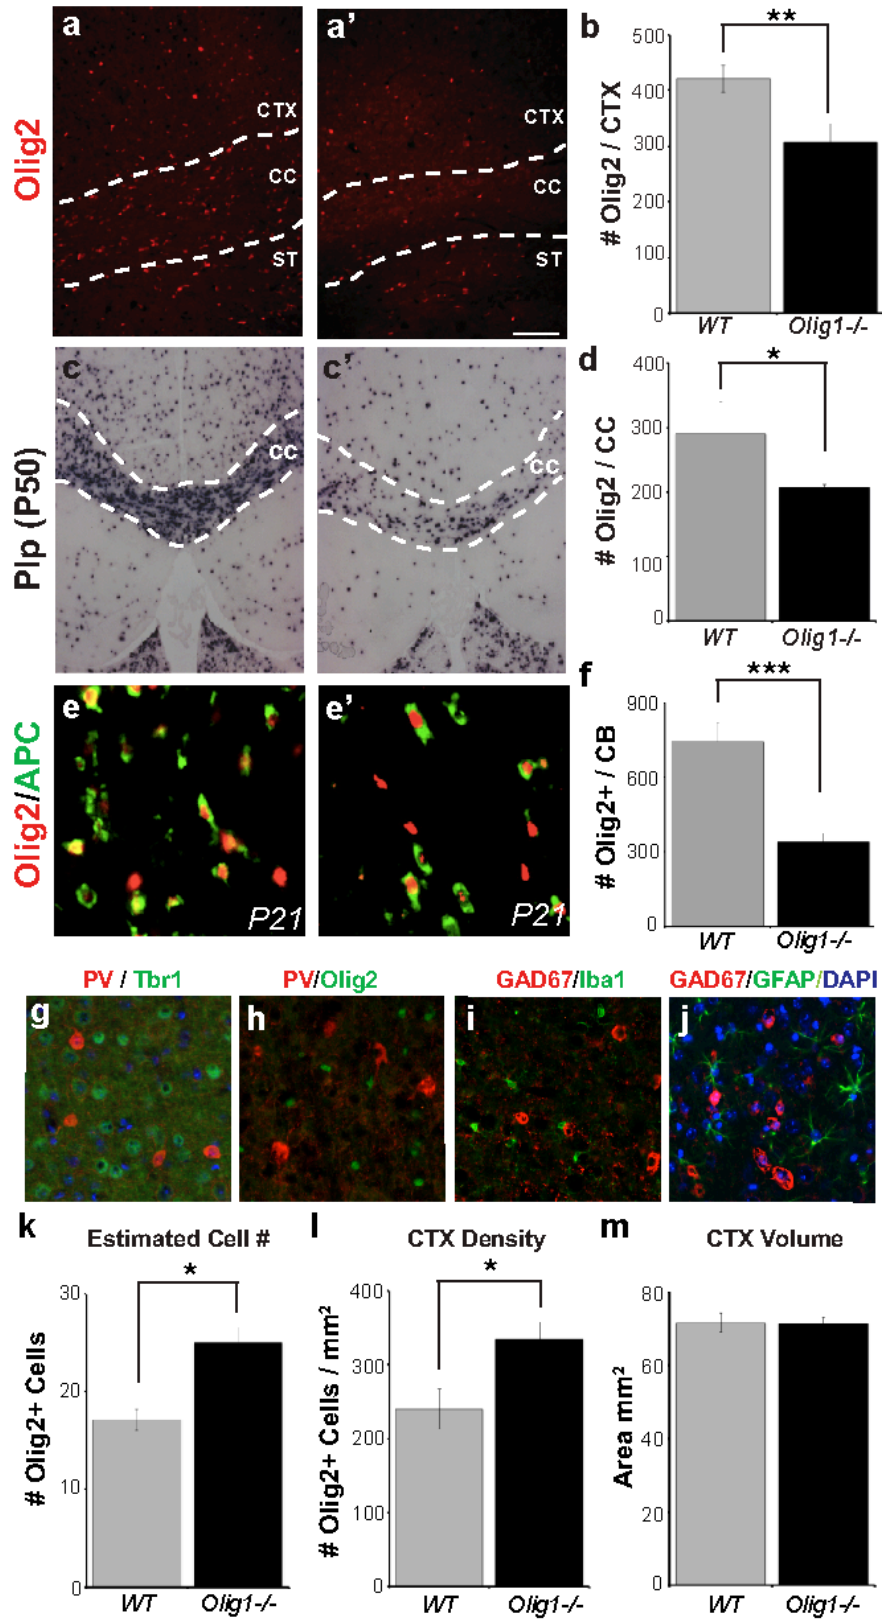 a
a'
b
CTX
CC
ST
CTX
CC
ST
Olig2
**
500
400
300
200
100
0
# Olig2 / CTX
WT
Olig1-/-
c
c'
d
CC
CC
Plp (P50)
*
400
300
200
100
0
# Olig2 / CC
WT
Olig1-/-
e
e'
f
P21
P21
Olig2/APC
***
900
600
300
0
# Olig2+ / CB
WT
Olig1-/-
PV / Tbr1
PV/Olig2
GAD67/Iba1
GAD67/GFAP/DAPI
g
h
i
j
k
Estimated Cell #
*
30
20
10
0
# Olig2+ Cells
WT
Olig1-/-
l
CTX Density
*
400
300
200
100
0
# Olig2+ Cells / mm²
WT
Olig1-/-
m
CTX Volume
80
60
40
20
0
Area mm²
WT
Olig1-/-